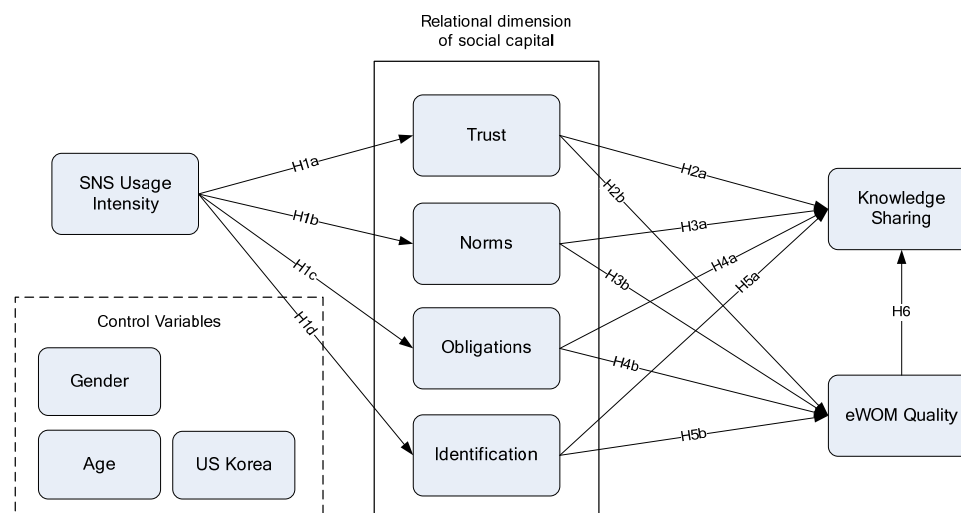 Relational dimension
of social capital
Trust
SNS Usage
Intensity
H1a
H1b
H1c
H1d
H2a
H2b
Knowledge
Sharing
Norms
H3a
H3b
H4a
H5a
Control Variables
Gender
Age
US Korea
Obligations
H4b
H6
eWOM Quality
Identification
H5b